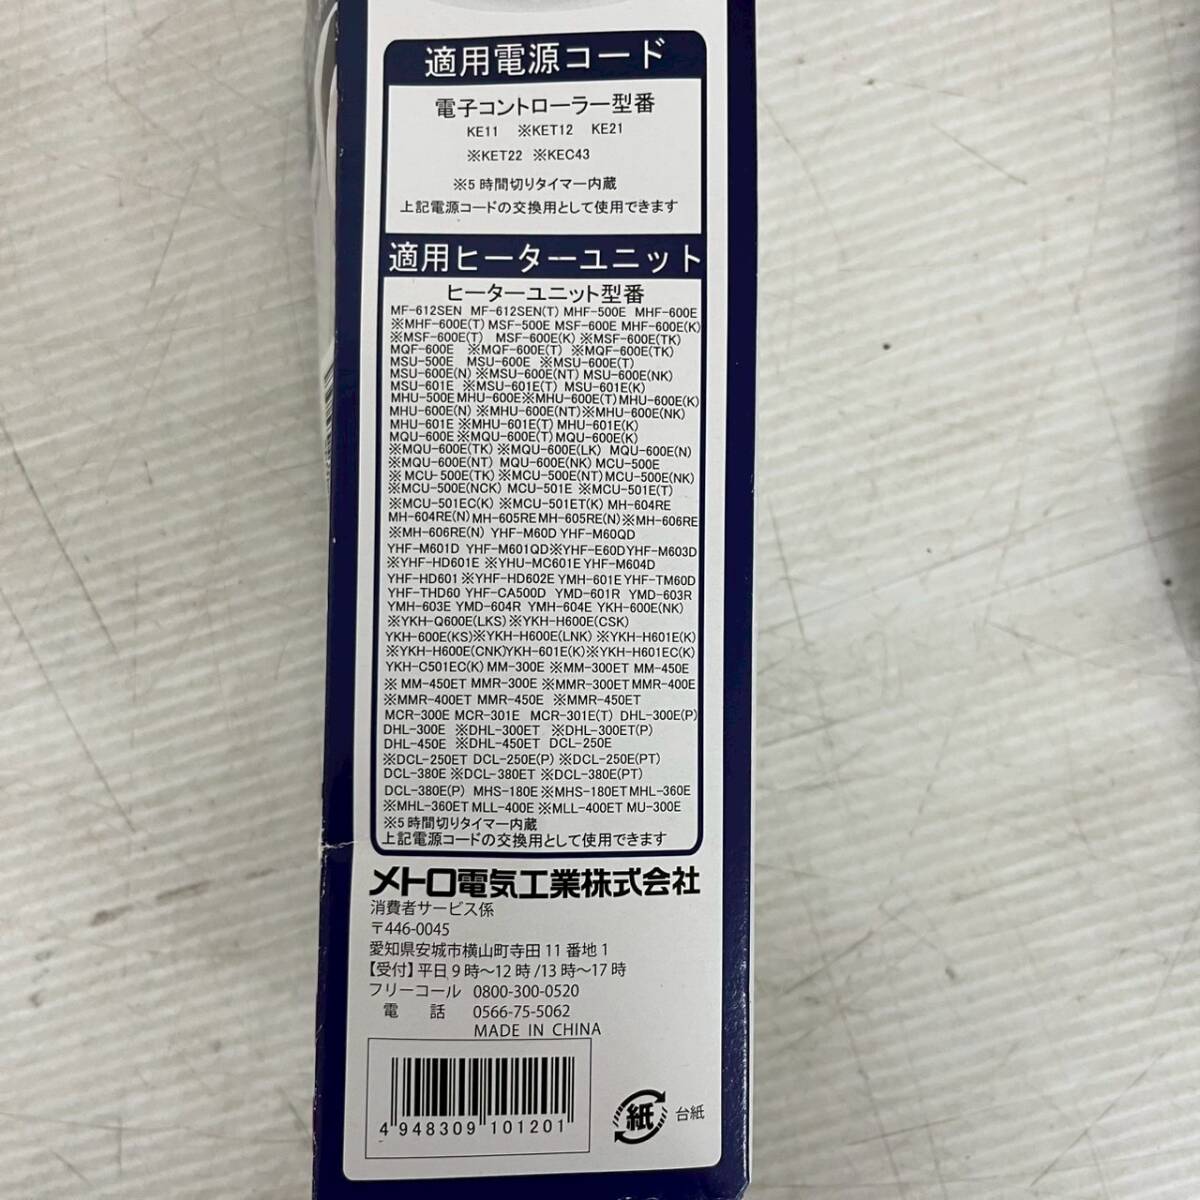 適用電源コード
電子コントローラー型番
KE11 ※KET12 KE21
※KET22 ※KEC43
※5時間切りタイマー内蔵
上記電源コードの交換用として使用できます
適用ヒーターユニット
ヒーターユニット型番
MF-612SEN MF-612SEN(T) MHF-500E MHF-600E
※MHF-600E(T) MSF-500E MSF-600E MHF-600E(K)
※MSF-600E(T) MSF-600E(K) ※MSF-600E(TK)
MQF-600E ※MQF-600E(T) ※MQF-600E(TK)
MSU-500E MSU-600E ※MSU-600E(T)
MSU-600E(N) ※MSU-600E(NT) MSU-600E(NK)
MSU-601E ※MSU-601E(T) MSU-601E(K)
MHU-500E MHU-600E ※MHU-600E(T) MHU-600E(K)
MHU-600E(N) ※MHU-600E(NT) ※MHU-600E(NK)
MHU-601E ※MHU-601E(T) MHU-601E(K)
MQU-600E ※MQU-600E(T) MQU-600E(K)
※MQU-600E(TK) ※MQU-600E(LK) MQU-600E(N)
※MQU-600E(NT) MQU-600E(NK) MCU-500E
※MCU-500E(TK) ※MCU-500E(NT) MCU-500E(NK)
※MCU-500E(NCK) MCU-501E ※MCU-501E(T)
※MCU-501EC(K) ※MCU-501ET(K) MH-604RE
MH-604RE(N) MH-605RE MH-605RE(N) ※MH-606RE
※MH-606RE(N) YHF-M60D YHF-M60QD
YHF-M601D YHF-M601QD ※YHF-E60D YHF-M603D
※YHF-HD601E ※YHU-MC601E YHF-M604D
YHF-HD601 ※YHF-HD602E YMH-601E YHF-TM60D
YHF-THD60 YHF-CA500D YMD-601R YMD-603R
YMH-603E YMD-604R YMH-604E YKH-600E(NK)
※YKH-Q600E(LKS) ※YKH-H600E(CSK)
YKH-600E(KS) ※YKH-H600E(LNK) ※YKH-H601E(K)
※YKH-H600E(CNK) YKH-601E(K) ※YKH-H601EC(K)
YKH-C501EC(K) MM-300E ※MM-300ET MM-450E
※MM-450ET MMR-300E ※MMR-300ET MMR-400E
※MMR-400ET MMR-450E ※MMR-450ET
MCR-300E MCR-301E MCR-301E(T) DHL-300E(P)
DHL-300E ※DHL-300ET ※DHL-300ET(P)
DHL-450E ※DHL-450ET DCL-250E
※DCL-250ET DCL-250E(P) ※DCL-250E(PT)
DCL-380E ※DCL-380ET ※DCL-380E(PT)
DCL-380E(P) MHS-180E ※MHS-180ET MHL-360E
※MHL-360ET MLL-400E ※MLL-400ET MU-300E
※5時間切りタイマー内蔵
上記電源コードの交換用として使用できます
メトロ電気工業株式会社
消費者サービス係
〒446-0045
愛知県安城市横山町寺田11番地1
【受付】平日9時〜12時/13時〜17時
フリーコール 0800-300-0520
電話 0566-75-5062
MADE IN CHINA
4 948309 101201
紙 台紙